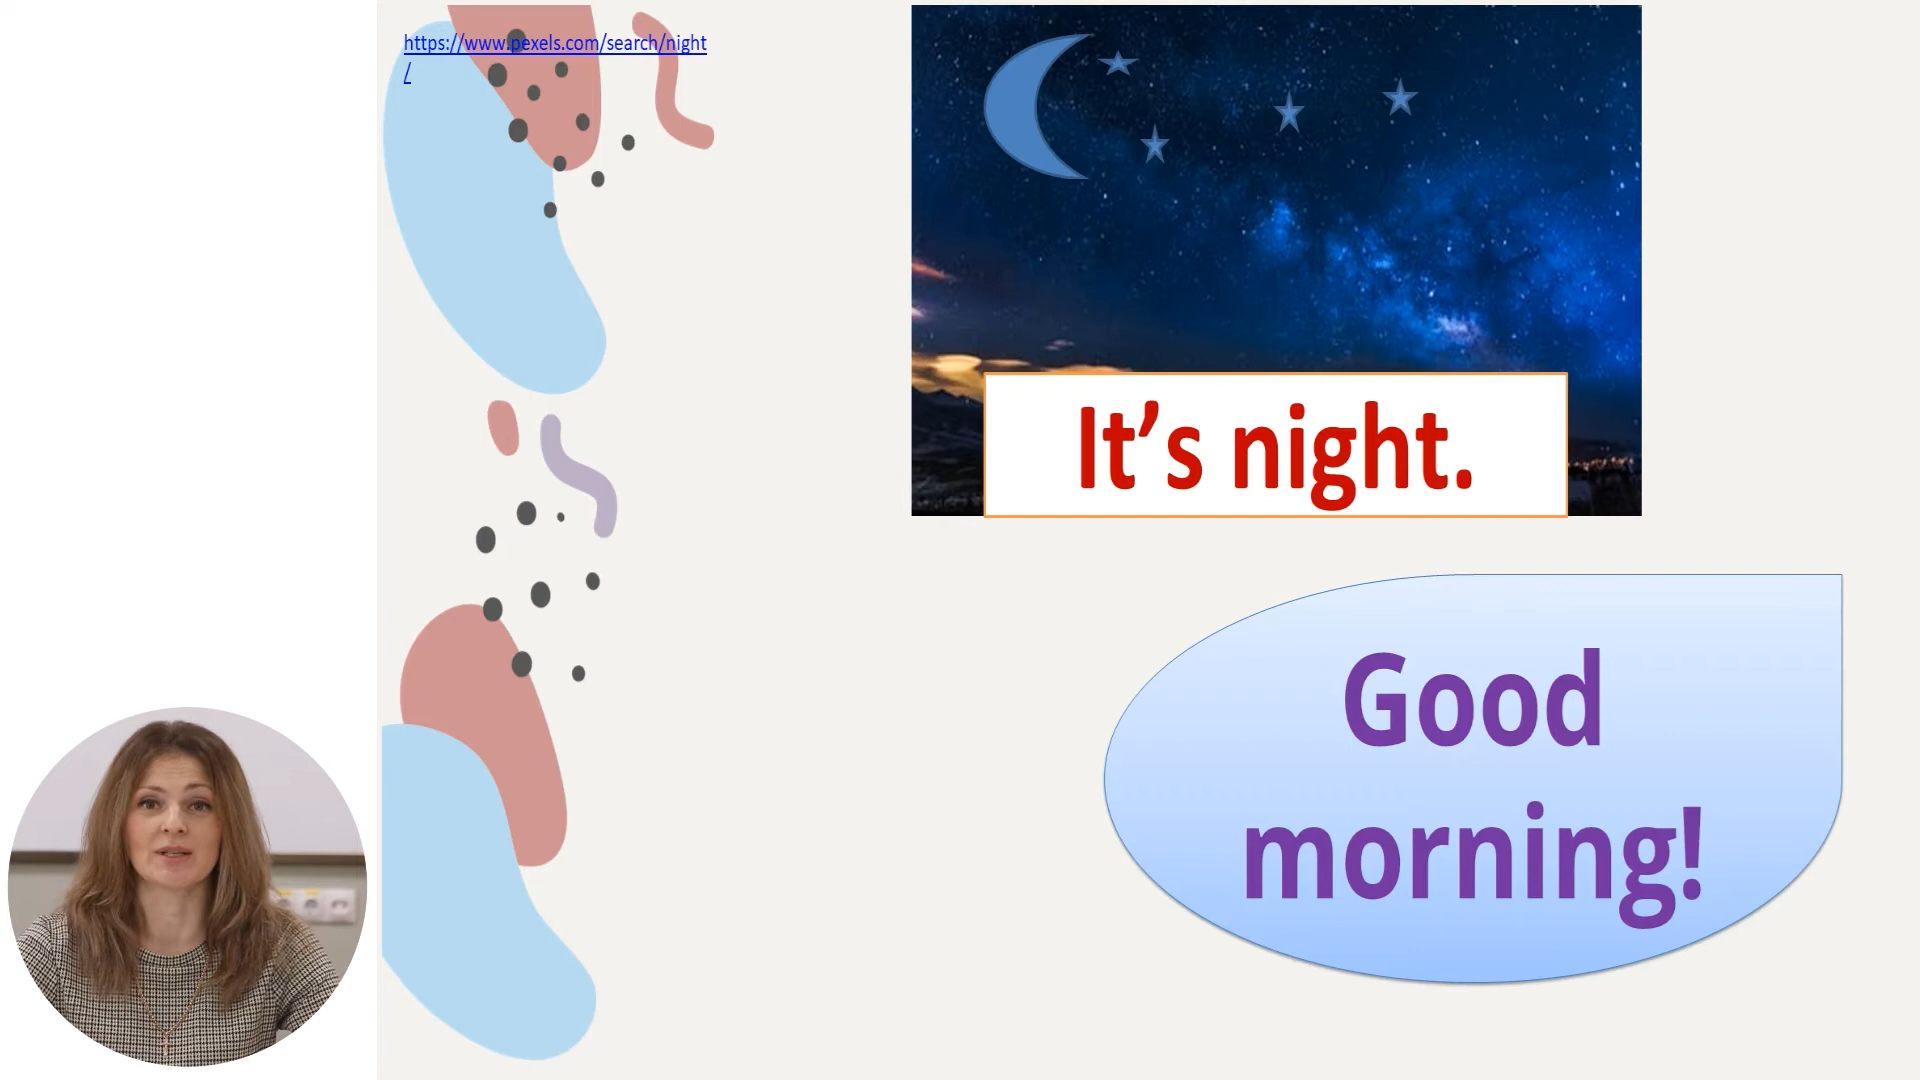 https://www.pexels.com/search/night
/
It’s night.
Good
morning!